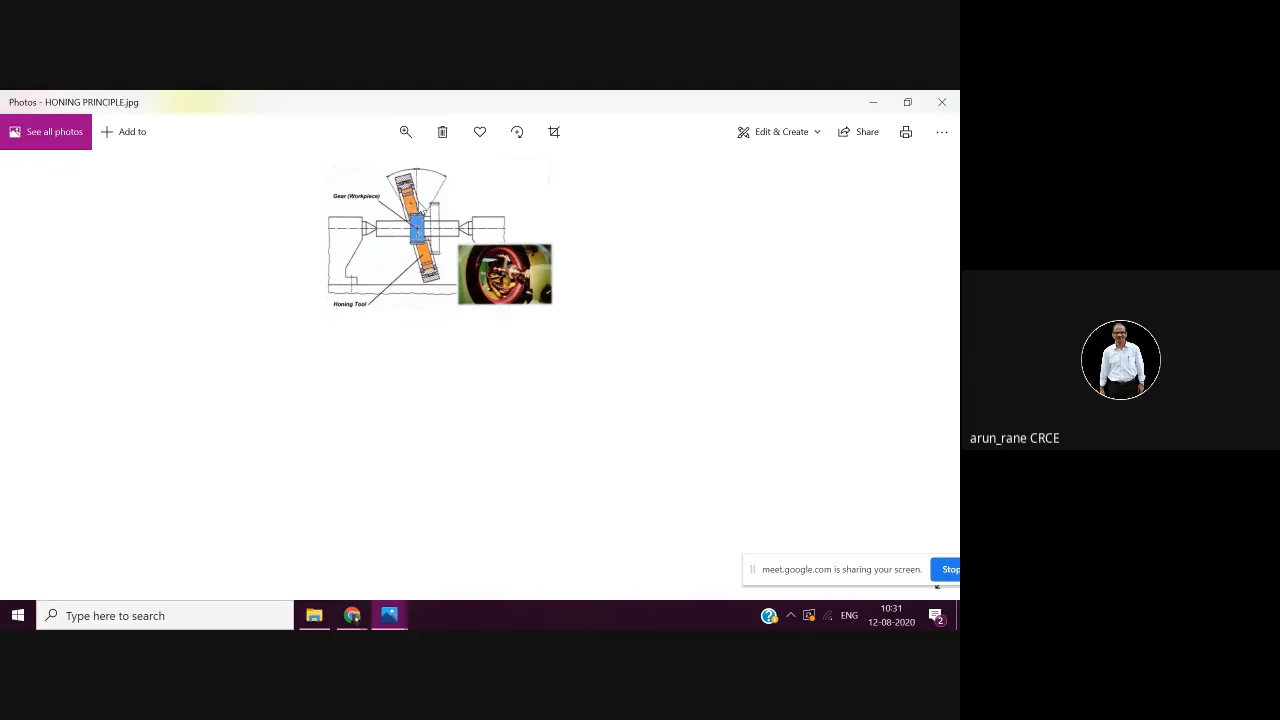 Photos - HONING PRINCIPLE.jpg
See all photos
Add to
Edit & Create
Share
Gear (Workpiece)
Honing Tool
arun_rane CRCE
meet.google.com is sharing your screen.
Stop
Type here to search
ENG
10:31
12-08-2020
2